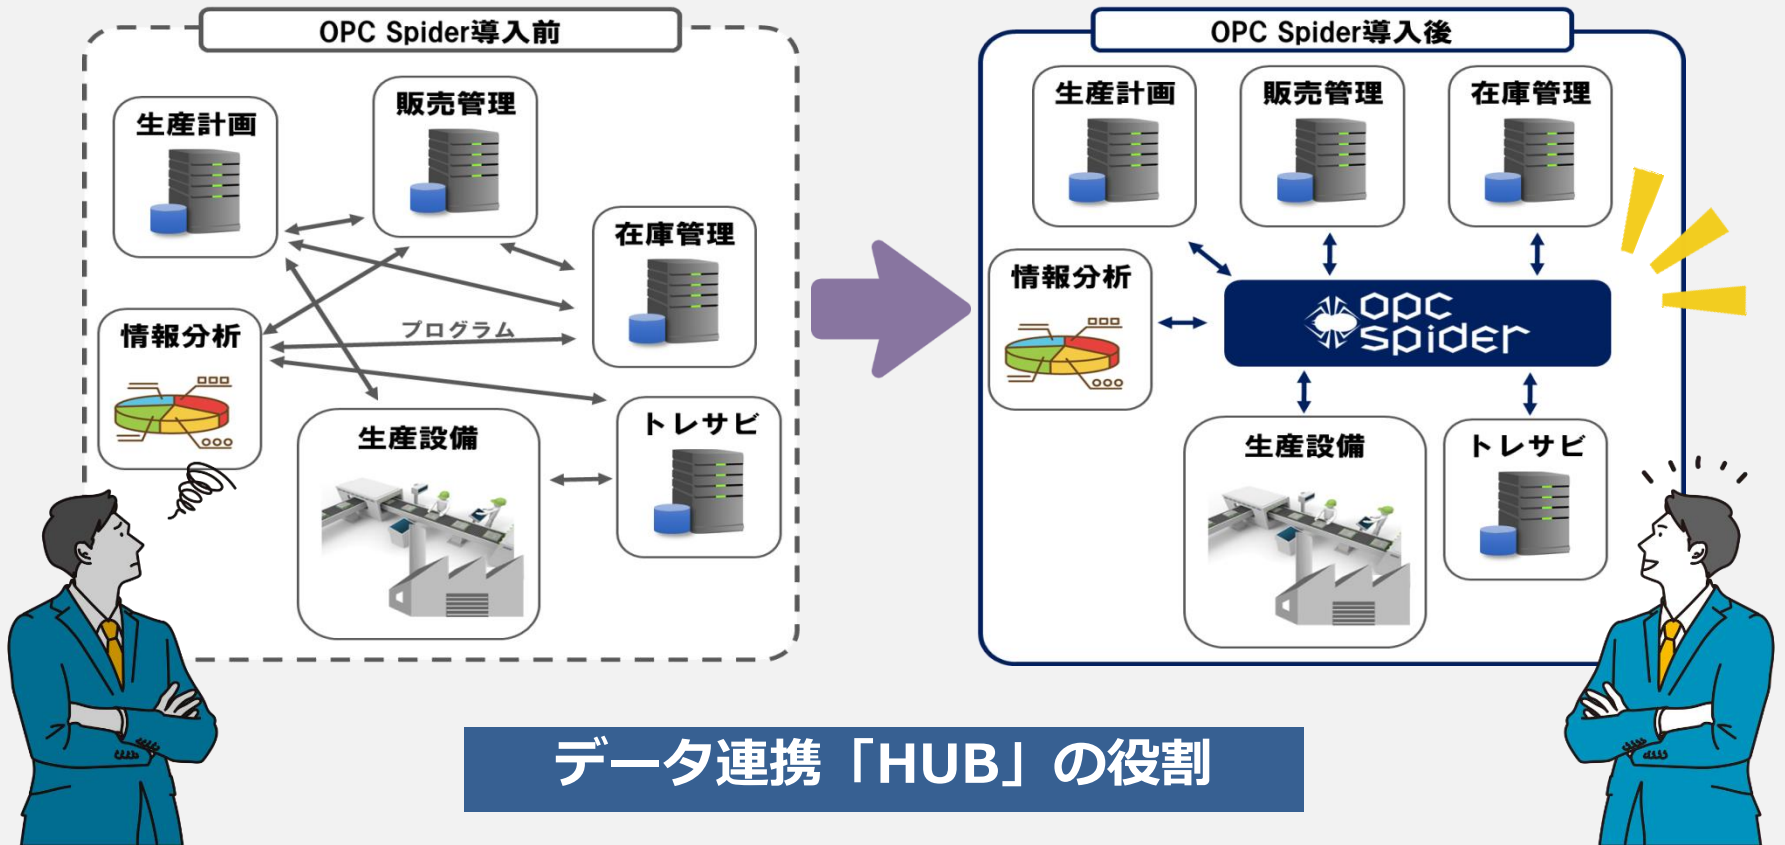 OPC Spider導入前
生産計画
販売管理
在庫管理
情報分析
プログラム
生産設備
トレサビ
OPC Spider導入後
生産計画
販売管理
在庫管理
情報分析
opc
spider
生産設備
トレサビ
データ連携「HUB」の役割